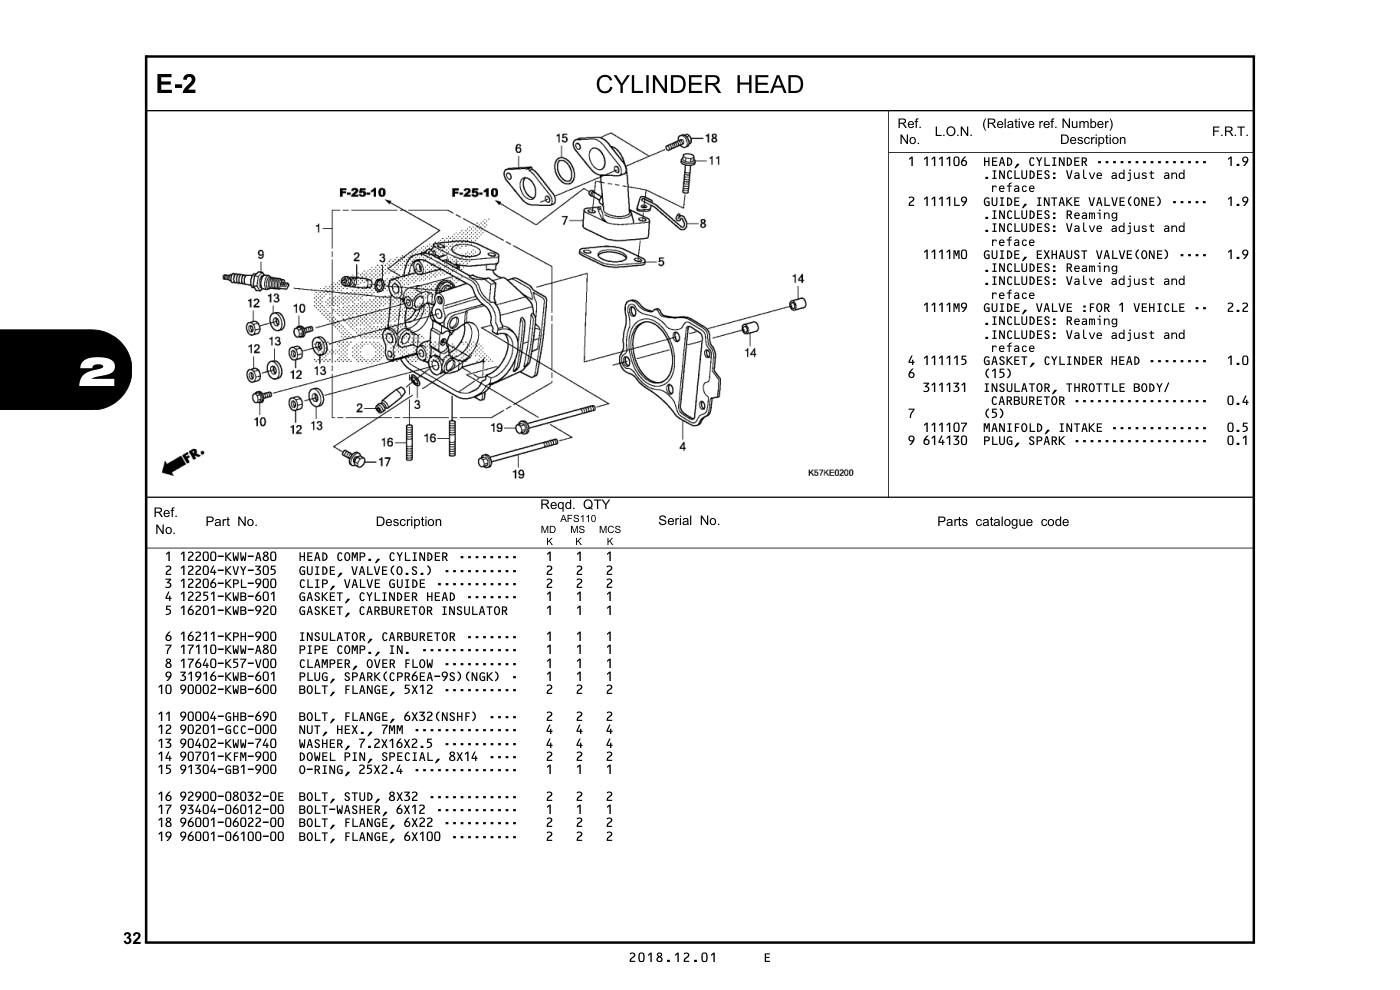 E-2
CYLINDER HEAD
15
18
6
11
F-25-10
F-25-10
1
7
8
9
2
3
5
12
13
10
14
14
12
13
12
13
10
12
13
2
3
16
16
17
19
19
4
FR.
K57KE0200
Ref. No.
L.O.N.
(Relative ref. Number)
Description
F.R.T.
1 111106 HEAD, CYLINDER --------------- 1.9
.INCLUDES: Valve adjust and
reface
2 1111L9 GUIDE, INTAKE VALVE(ONE) ----- 1.9
.INCLUDES: Reaming
.INCLUDES: Valve adjust and
reface
1111M0 GUIDE, EXHAUST VALVE(ONE) ---- 1.9
.INCLUDES: Reaming
.INCLUDES: Valve adjust and
reface
1111M9 GUIDE, VALVE :FOR 1 VEHICLE -- 2.2
.INCLUDES: Reaming
.INCLUDES: Valve adjust and
reface
4 111115 GASKET, CYLINDER HEAD -------- 1.0
6 (15)
311131 INSULATOR, THROTTLE BODY/
CARBURETOR ------------------ 0.4
7 (5)
111107 MANIFOLD, INTAKE ------------- 0.5
9 614130 PLUG, SPARK ------------------ 0.1
2
Ref. No.
Part No.
Description
Reqd. QTY
AFS110
MD MS MCS
K K K
Serial No.
Parts catalogue code
1 12200-KWW-A80 HEAD COMP., CYLINDER -------- 1 1 1
2 12204-KVY-305 GUIDE, VALVE(O.S.) ---------- 2 2 2
3 12206-KPL-900 CLIP, VALVE GUIDE ----------- 2 2 2
4 12251-KWB-601 GASKET, CYLINDER HEAD ------- 1 1 1
5 16201-KWB-920 GASKET, CARBURETOR INSULATOR 1 1 1
6 16211-KPH-900 INSULATOR, CARBURETOR ------- 1 1 1
7 17110-KWW-A80 PIPE COMP., IN. ------------- 1 1 1
8 17640-K57-V00 CLAMPER, OVER FLOW ---------- 1 1 1
9 31916-KWB-601 PLUG, SPARK(CPR6EA-9S)(NGK) - 1 1 1
10 90002-KWB-600 BOLT, FLANGE, 5X12 ---------- 2 2 2
11 90004-GHB-690 BOLT, FLANGE, 6X32(NSHF) ---- 2 2 2
12 90201-GCC-000 NUT, HEX., 7MM -------------- 4 4 4
13 90402-KWW-740 WASHER, 7.2X16X2.5 ---------- 4 4 4
14 90701-KFM-900 DOWEL PIN, SPECIAL, 8X14 ---- 2 2 2
15 91304-GB1-900 O-RING, 25X2.4 -------------- 1 1 1
16 92900-08032-0E BOLT, STUD, 8X32 ------------ 2 2 2
17 93404-06012-00 BOLT-WASHER, 6X12 ----------- 1 1 1
18 96001-06022-00 BOLT, FLANGE, 6X22 ---------- 2 2 2
19 96001-06100-00 BOLT, FLANGE, 6X100 --------- 2 2 2
32
2018.12.01 E